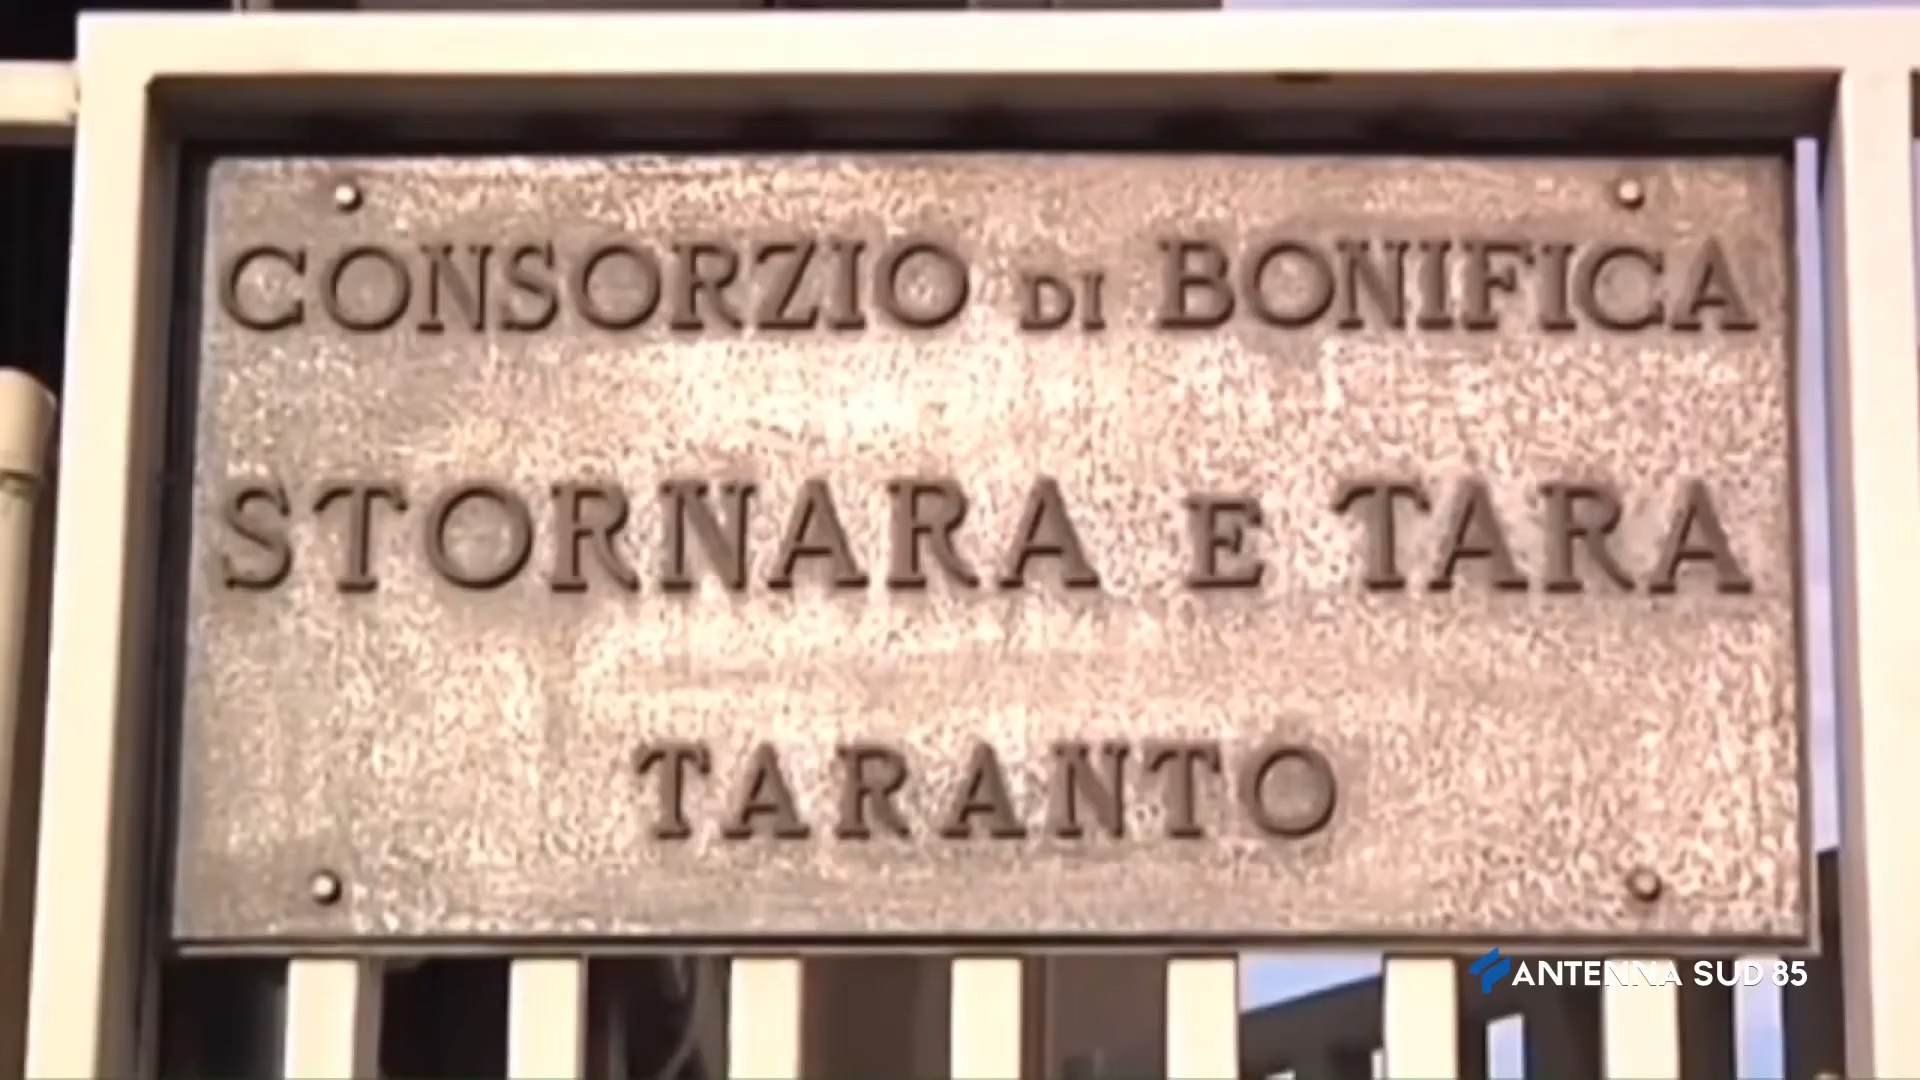 CONSORZIO DI BONIFICA
STORNARA E TARA
TARANTO
ANTENNA SUD 85